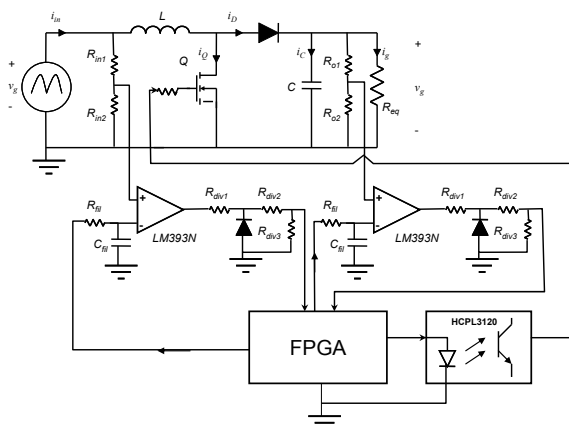 i_in L i_D
i_Q i_C i_g
+ R_in1 Q R_o1 +
v_g C v_g
- R_in2 R_o2 R_eq -
R_fil + R_div1 R_div2 R_fil + R_div1 R_div2
- -
C_fil LM393N R_div3 C_fil LM393N R_div3
HCPL3120
FPGA